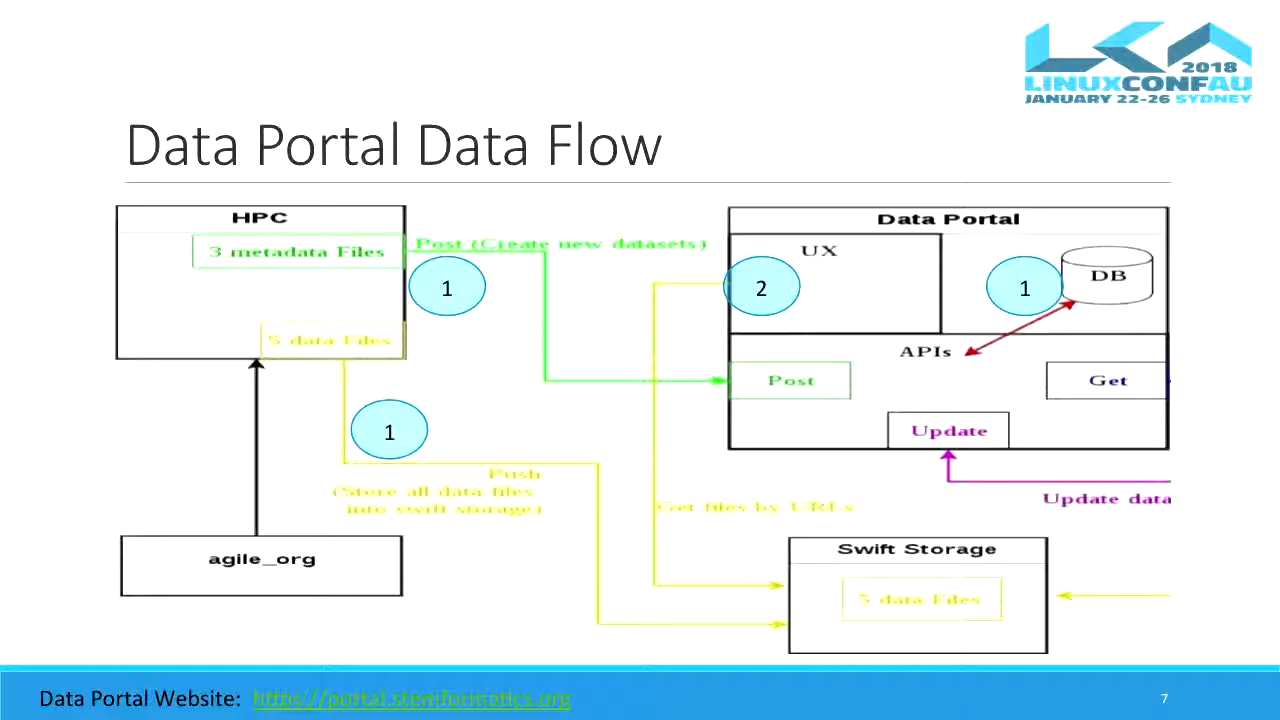 2018
LINUXCONFAU
JANUARY 22-26 SYDNEY
Data Portal Data Flow
HPC
3 metadata Files
5 data Files
Post (Create new datasets)
1
Data Portal
UX
2
1
DB
APIs
Post
Get
Update
1
Push
(Store all data files
into swift storage)
Get files by URLs
Update data
agile_org
Swift Storage
5 data Files
Data Portal Website: https://portal.stemformatics.org
7